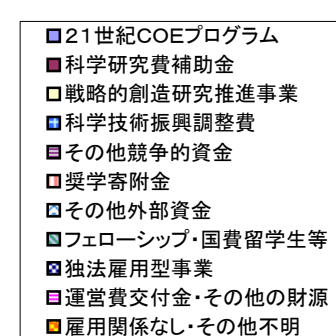 21世紀COEプログラム
科学研究費補助金
戦略的創造研究推進事業
科学技術振興調整費
その他競争的資金
奨学寄附金
その他外部資金
フェローシップ・国費留学生等
独法雇用型事業
運営費交付金・その他の財源
雇用関係なし・その他不明